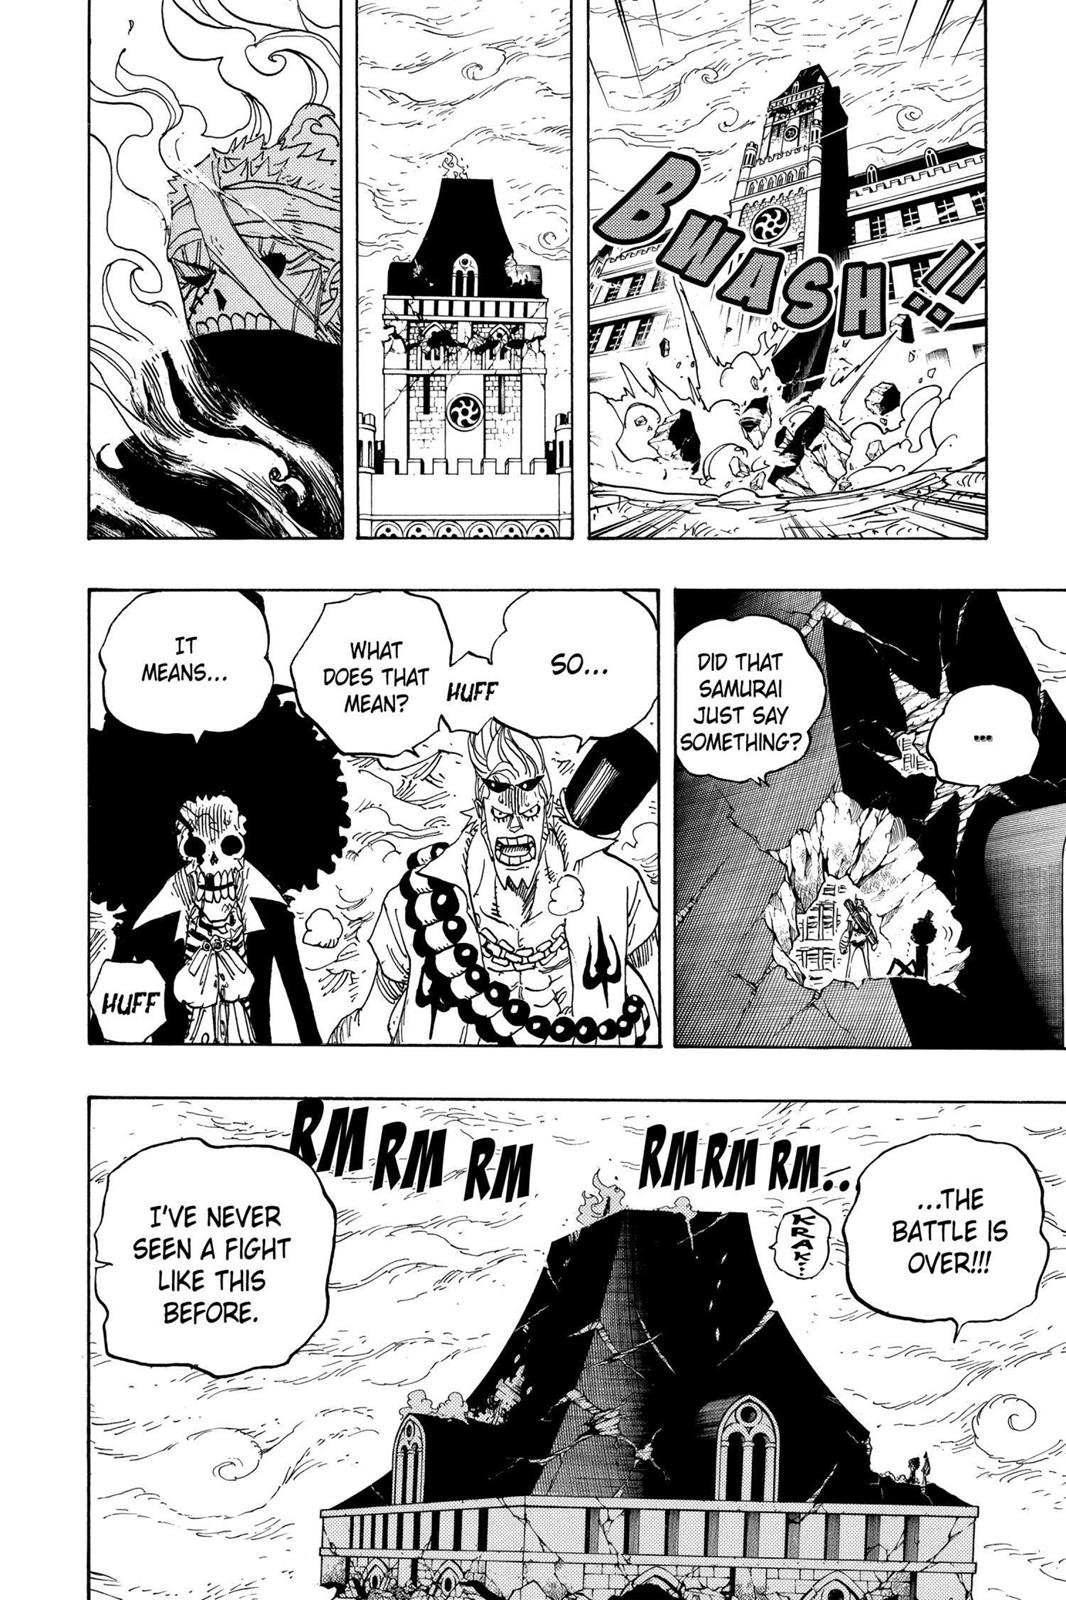 BWASH!!
DID THAT
SAMURAI
JUST SAY
SOMETHING?
...
SO...
HUFF
WHAT
DOES THAT
MEAN?
IT
MEANS...
HUFF
RM RM RM
RM RM RM...
KRAK...
...THE
BATTLE IS
OVER!!!
I'VE NEVER
SEEN A FIGHT
LIKE THIS
BEFORE.